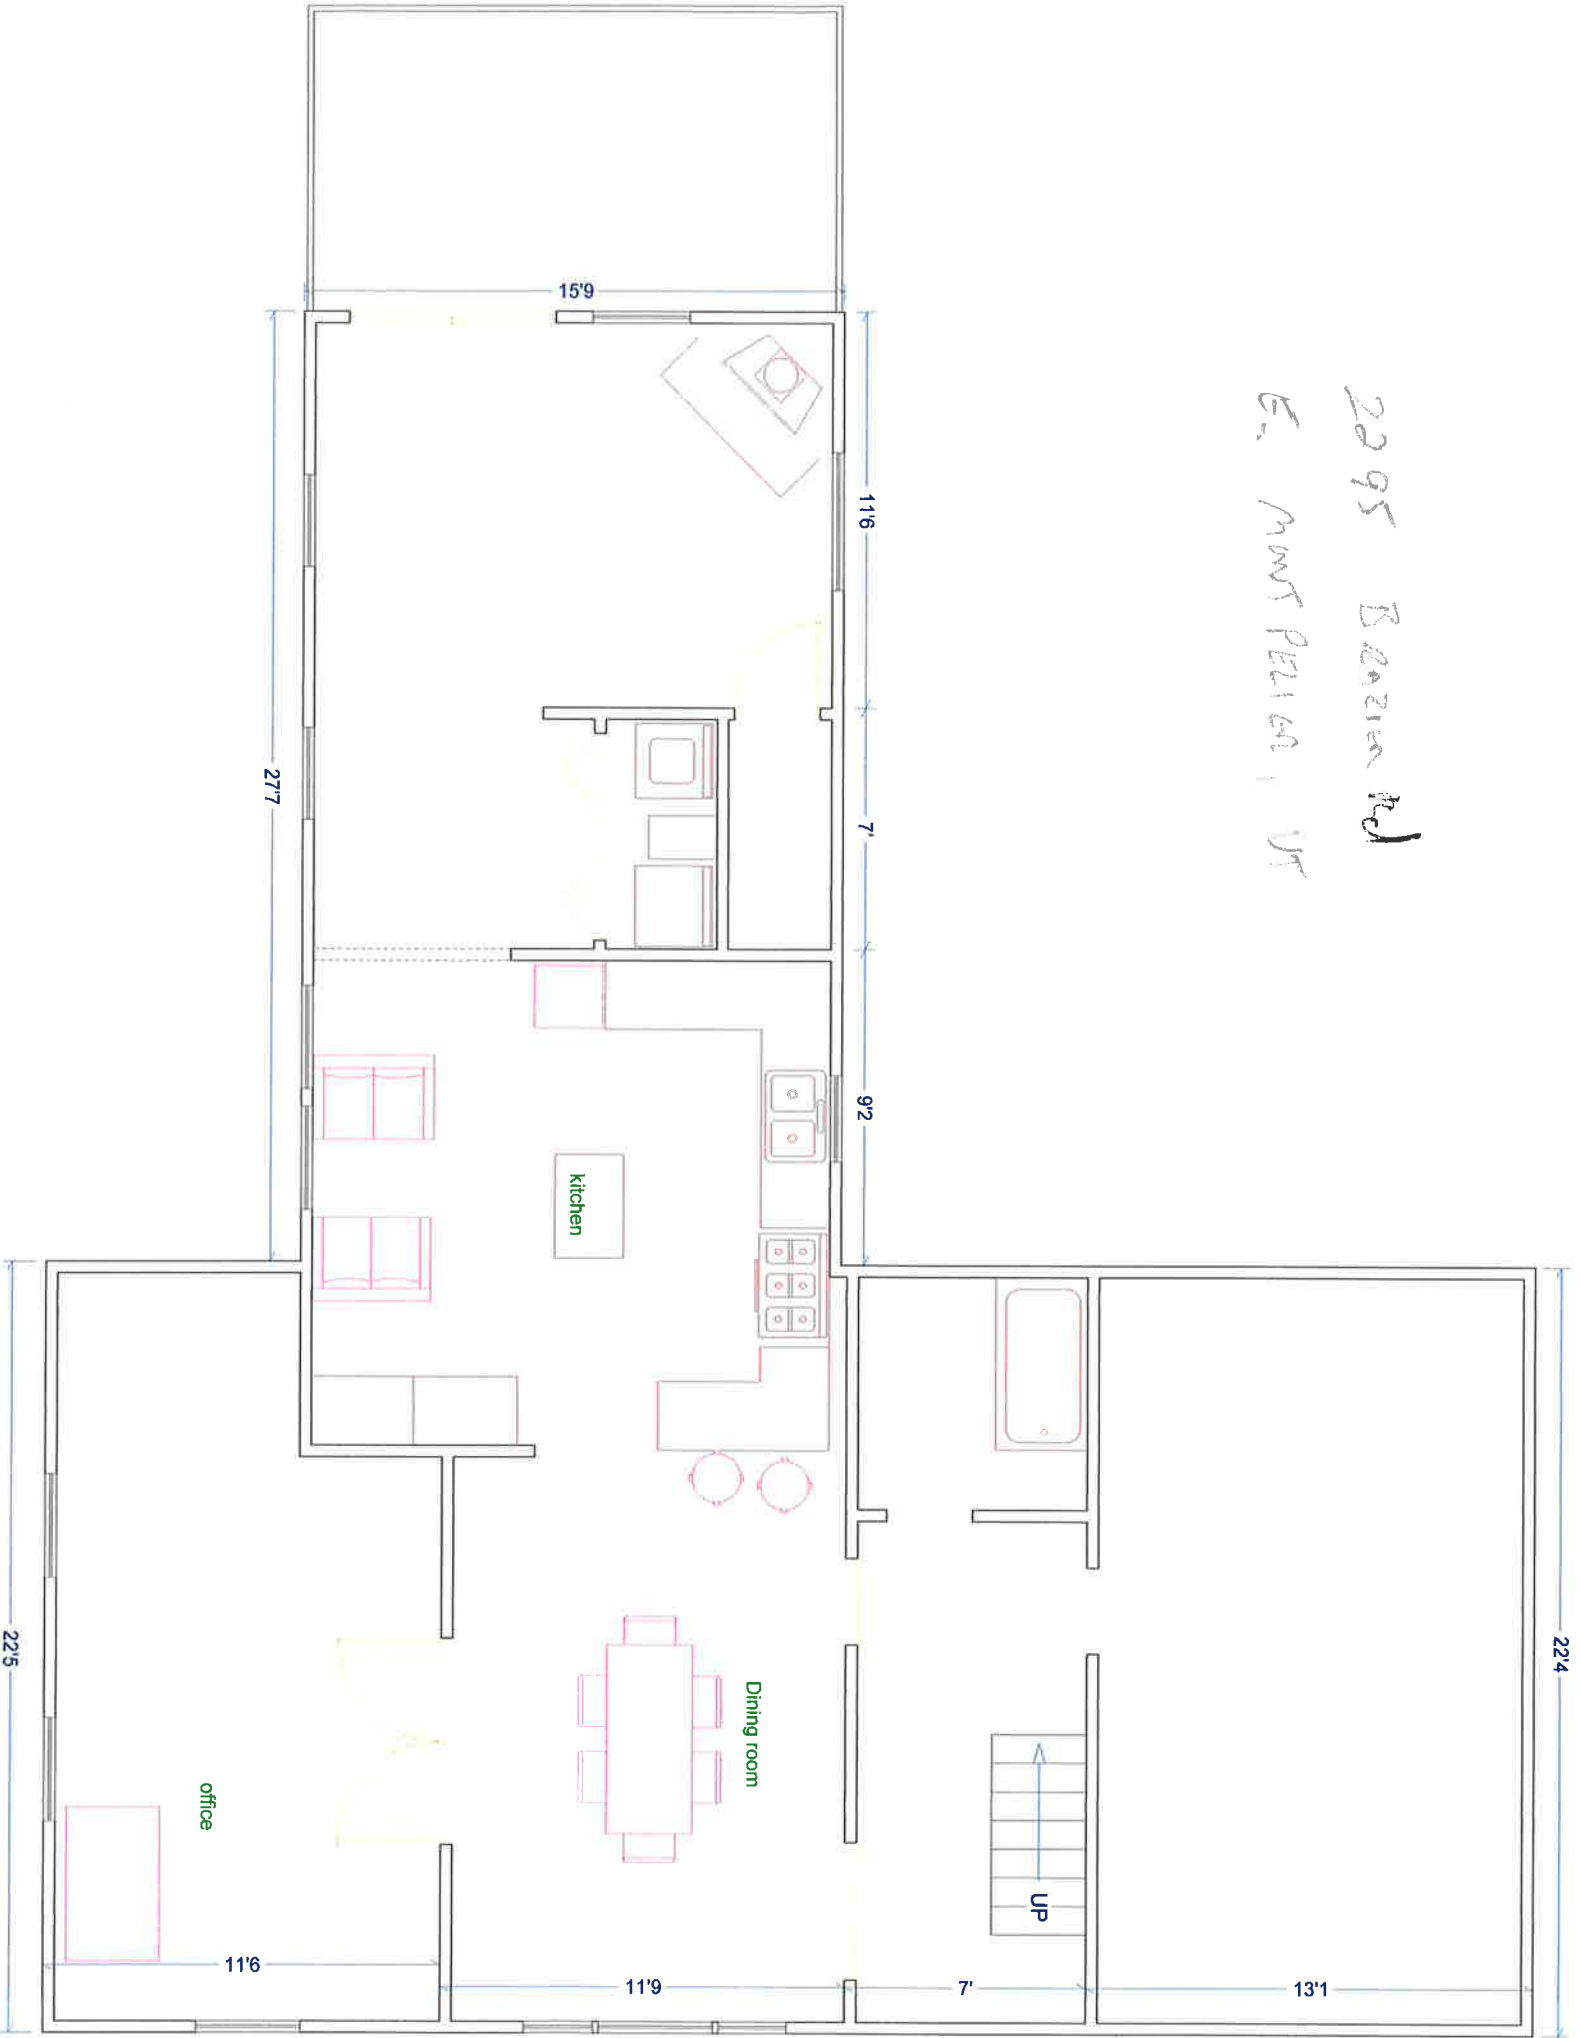 2295 Brazier Rd
E. MONTPELIER, VT
15'9
11'6
7'
9'2
27'7
22'4
kitchen
Dining room
office
UP
11'6
11'9
7'
13'1
22'5